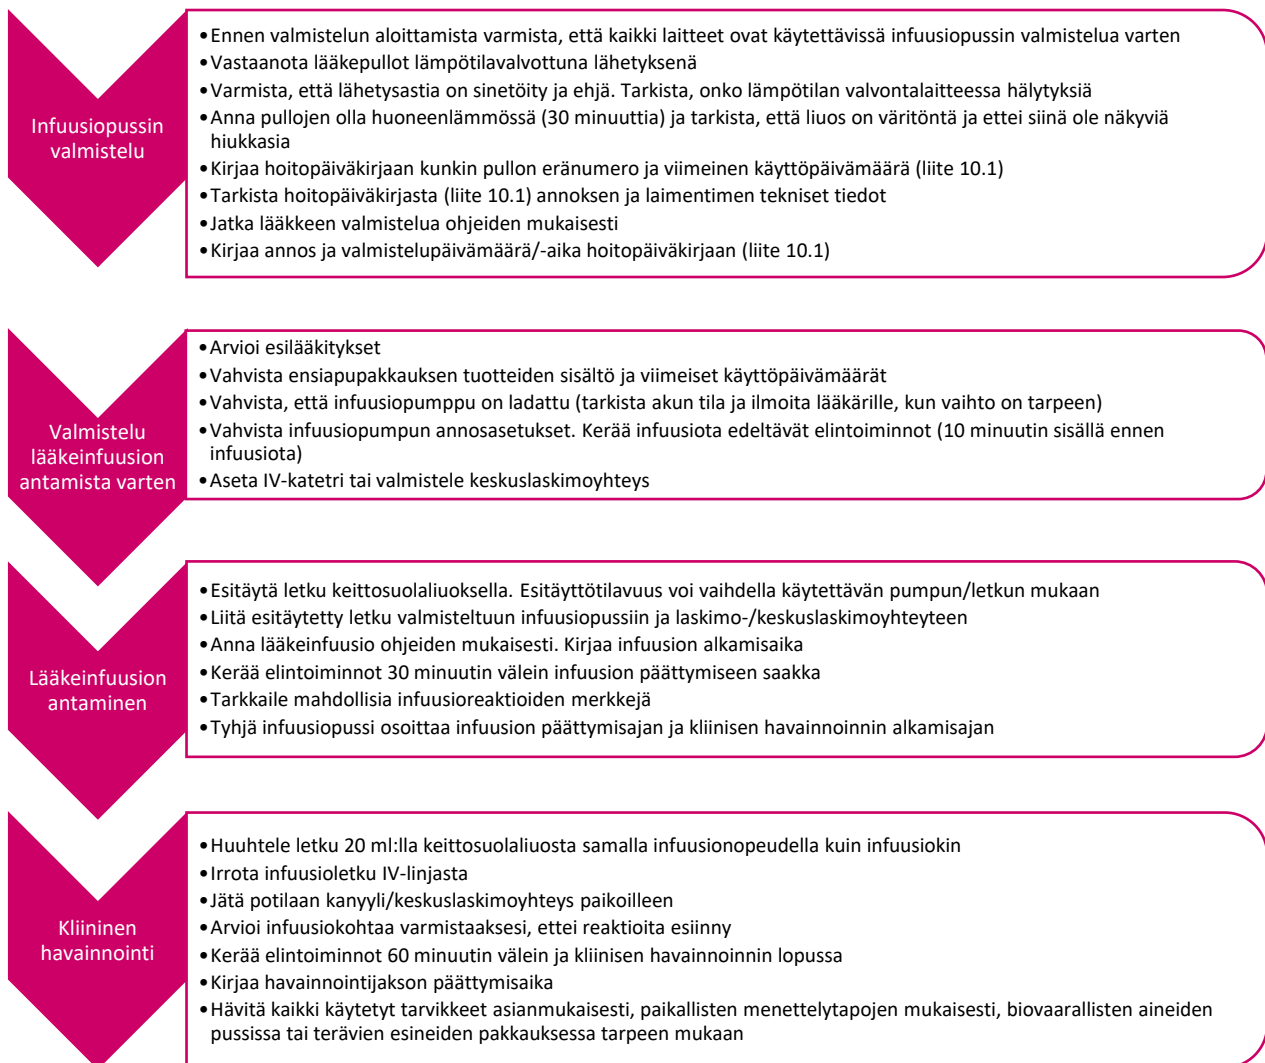 Infuusiopussin
valmistelu
•Ennen valmistelun aloittamista varmista, että kaikki laitteet ovat käytettävissä infuusiopussin valmistelua varten
•Vastaanota lääkepullot lämpötilavalvottuna lähetyksenä
•Varmista, että lähetysastia on sinetöity ja ehjä. Tarkista, onko lämpötilan valvontalaitteessa hälytyksiä
•Anna pullojen olla huoneenlämmössä (30 minuuttia) ja tarkista, että liuos on väritöntä ja ettei siinä ole näkyviä
hiukkasia
•Kirjaa hoitopäiväkirjaan kunkin pullon eränumero ja viimeinen käyttöpäivämäärä (liite 10.1)
•Tarkista hoitopäiväkirjasta (liite 10.1) annoksen ja laimentimen tekniset tiedot
•Jatka lääkkeen valmistelua ohjeiden mukaisesti
•Kirjaa annos ja valmistelupäivämäärä/-aika hoitopäiväkirjaan (liite 10.1)
Valmistelu
lääkeinfuusion
antamista varten
•Arvioi esilääkitykset
•Vahvista ensiapupakkauksen tuotteiden sisältö ja viimeiset käyttöpäivämäärät
•Vahvista, että infuusiopumppu on ladattu (tarkista akun tila ja ilmoita lääkärille, kun vaihto on tarpeen)
•Vahvista infuusiopumpun annosasetukset. Kerää infuusiota edeltävät elintoiminnot (10 minuutin sisällä ennen
infuusiota)
•Aseta IV-katetri tai valmistele keskuslaskimoyhteys
Lääkeinfuusion
antaminen
•Esitäytä letku keittosuolaliuoksella. Esitäyttötilavuus voi vaihdella käytettävän pumpun/letkun mukaan
•Liitä esitäytetty letku valmisteltuun infuusiopussiin ja laskimo-/keskuslaskimoyhteyteen
•Anna lääkeinfuusio ohjeiden mukaisesti. Kirjaa infuusion alkamisaika
•Kerää elintoiminnot 30 minuutin välein infuusion päättymiseen saakka
•Tarkkaile mahdollisia infuusioreaktioiden merkkejä
•Tyhjä infuusiopussi osoittaa infuusion päättymisajan ja kliinisen havainnoinnin alkamisajan
Kliininen
havainnointi
•Huuhtele letku 20 ml:lla keittosuolaliuosta samalla infuusionopeudella kuin infuusiokin
•Irrota infuusioletku IV-linjasta
•Jätä potilaan kanyyli/keskuslaskimoyhteys paikoilleen
•Arvioi infuusiokohtaa varmistaaksesi, ettei reaktioita esiinny
•Kerää elintoiminnot 60 minuutin välein ja kliinisen havainnoinnin lopussa
•Kirjaa havainnointijakson päättymisaika
•Hävitä kaikki käytetyt tarvikkeet asianmukaisesti, paikallisten menettelytapojen mukaisesti, biovaarallisten aineiden
pussissa tai terävien esineiden pakkauksessa tarpeen mukaan